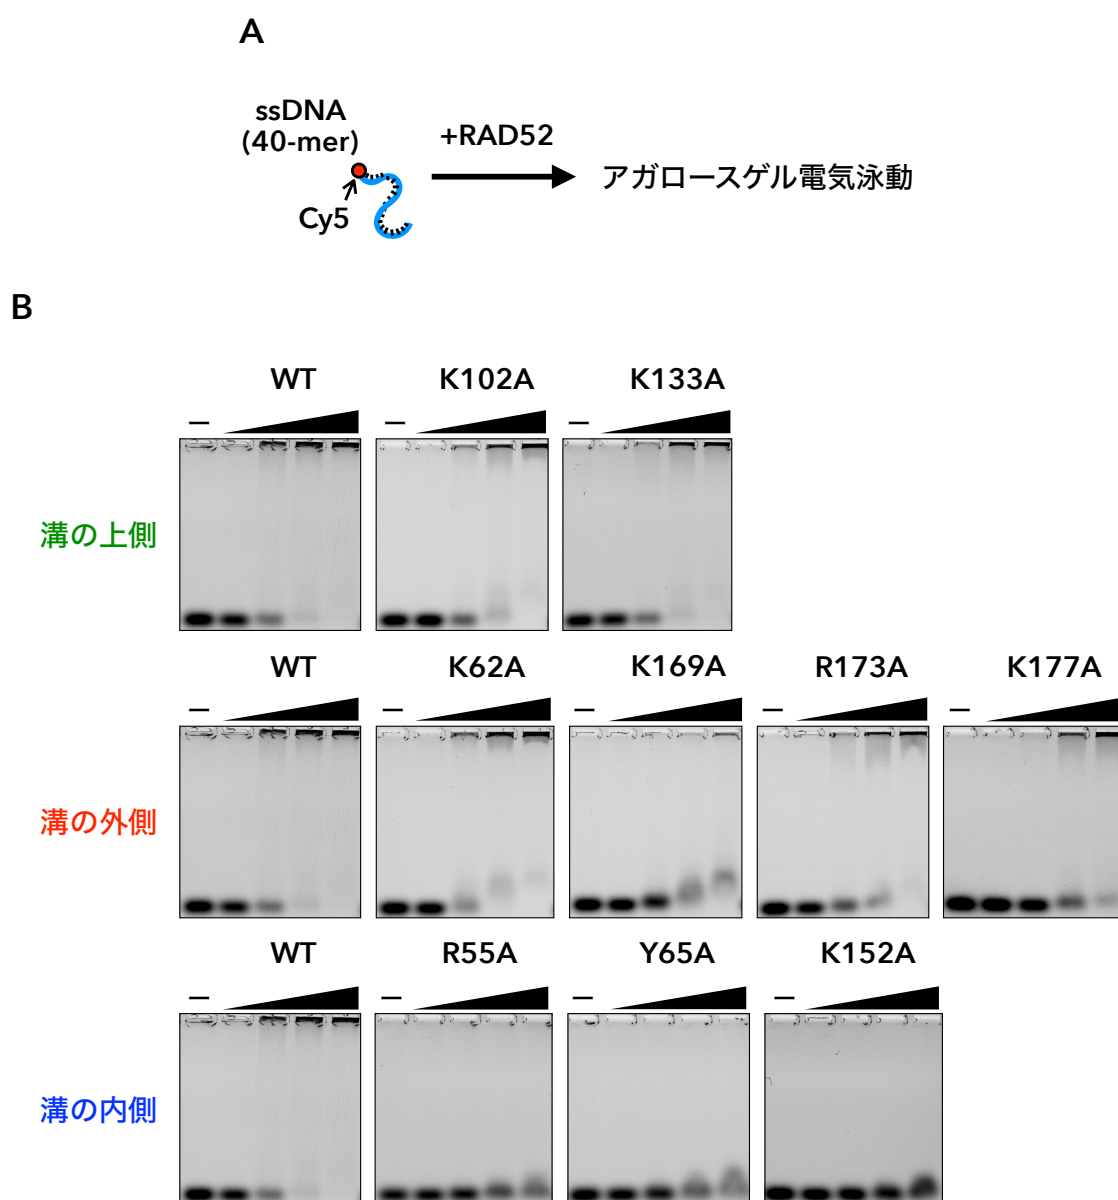 A
ssDNA
(40-mer)
+RAD52
アガロースゲル電気泳動
Cy5
B
WT K102A K133A
– – –
溝の上側
WT K62A K169A R173A K177A
– – – – –
溝の外側
WT R55A Y65A K152A
– – – –
溝の内側